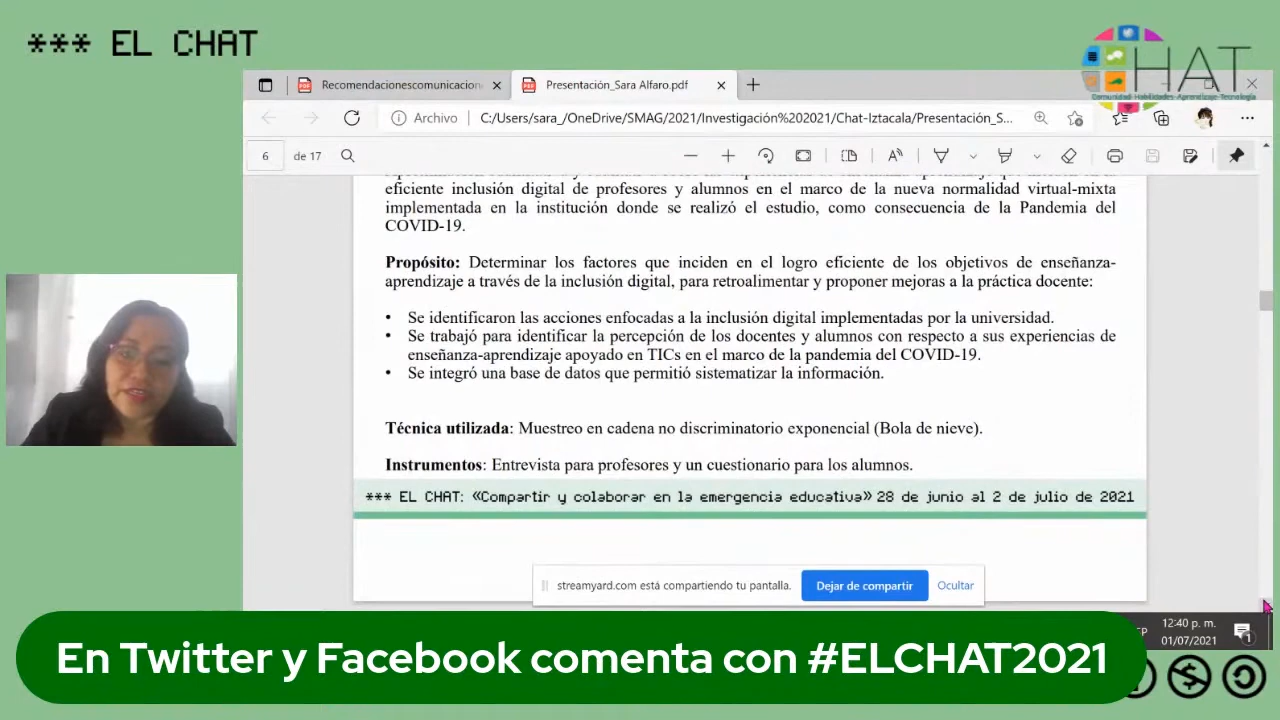 *** EL CHAT
HAT
Comunidad-Habilidades-Aprendizaje-Tecnología
Recomendacionescomunicacion
Presentación_Sara Alfaro.pdf
Archivo
C:/Users/sara_/OneDrive/SMAG/2021/Investigación%202021/Chat-Iztacala/Presentación_S...
6 de 17
eficiente inclusión digital de profesores y alumnos en el marco de la nueva normalidad virtual-mixta
implementada en la institución donde se realizó el estudio, como consecuencia de la Pandemia del
COVID-19.
Propósito: Determinar los factores que inciden en el logro eficiente de los objetivos de enseñanza-
aprendizaje a través de la inclusión digital, para retroalimentar y proponer mejoras a la práctica docente:
• Se identificaron las acciones enfocadas a la inclusión digital implementadas por la universidad.
• Se trabajó para identificar la percepción de los docentes y alumnos con respecto a sus experiencias de
enseñanza-aprendizaje apoyado en TICs en el marco de la pandemia del COVID-19.
• Se integró una base de datos que permitió sistematizar la información.
Técnica utilizada: Muestreo en cadena no discriminatorio exponencial (Bola de nieve).
Instrumentos: Entrevista para profesores y un cuestionario para los alumnos.
*** EL CHAT: «Compartir y colaborar en la emergencia educativa» 28 de junio al 2 de julio de 2021
streamyard.com está compartiendo tu pantalla.
Dejar de compartir
Ocultar
12:40 p. m.
01/07/2021
1
En Twitter y Facebook comenta con #ELCHAT2021